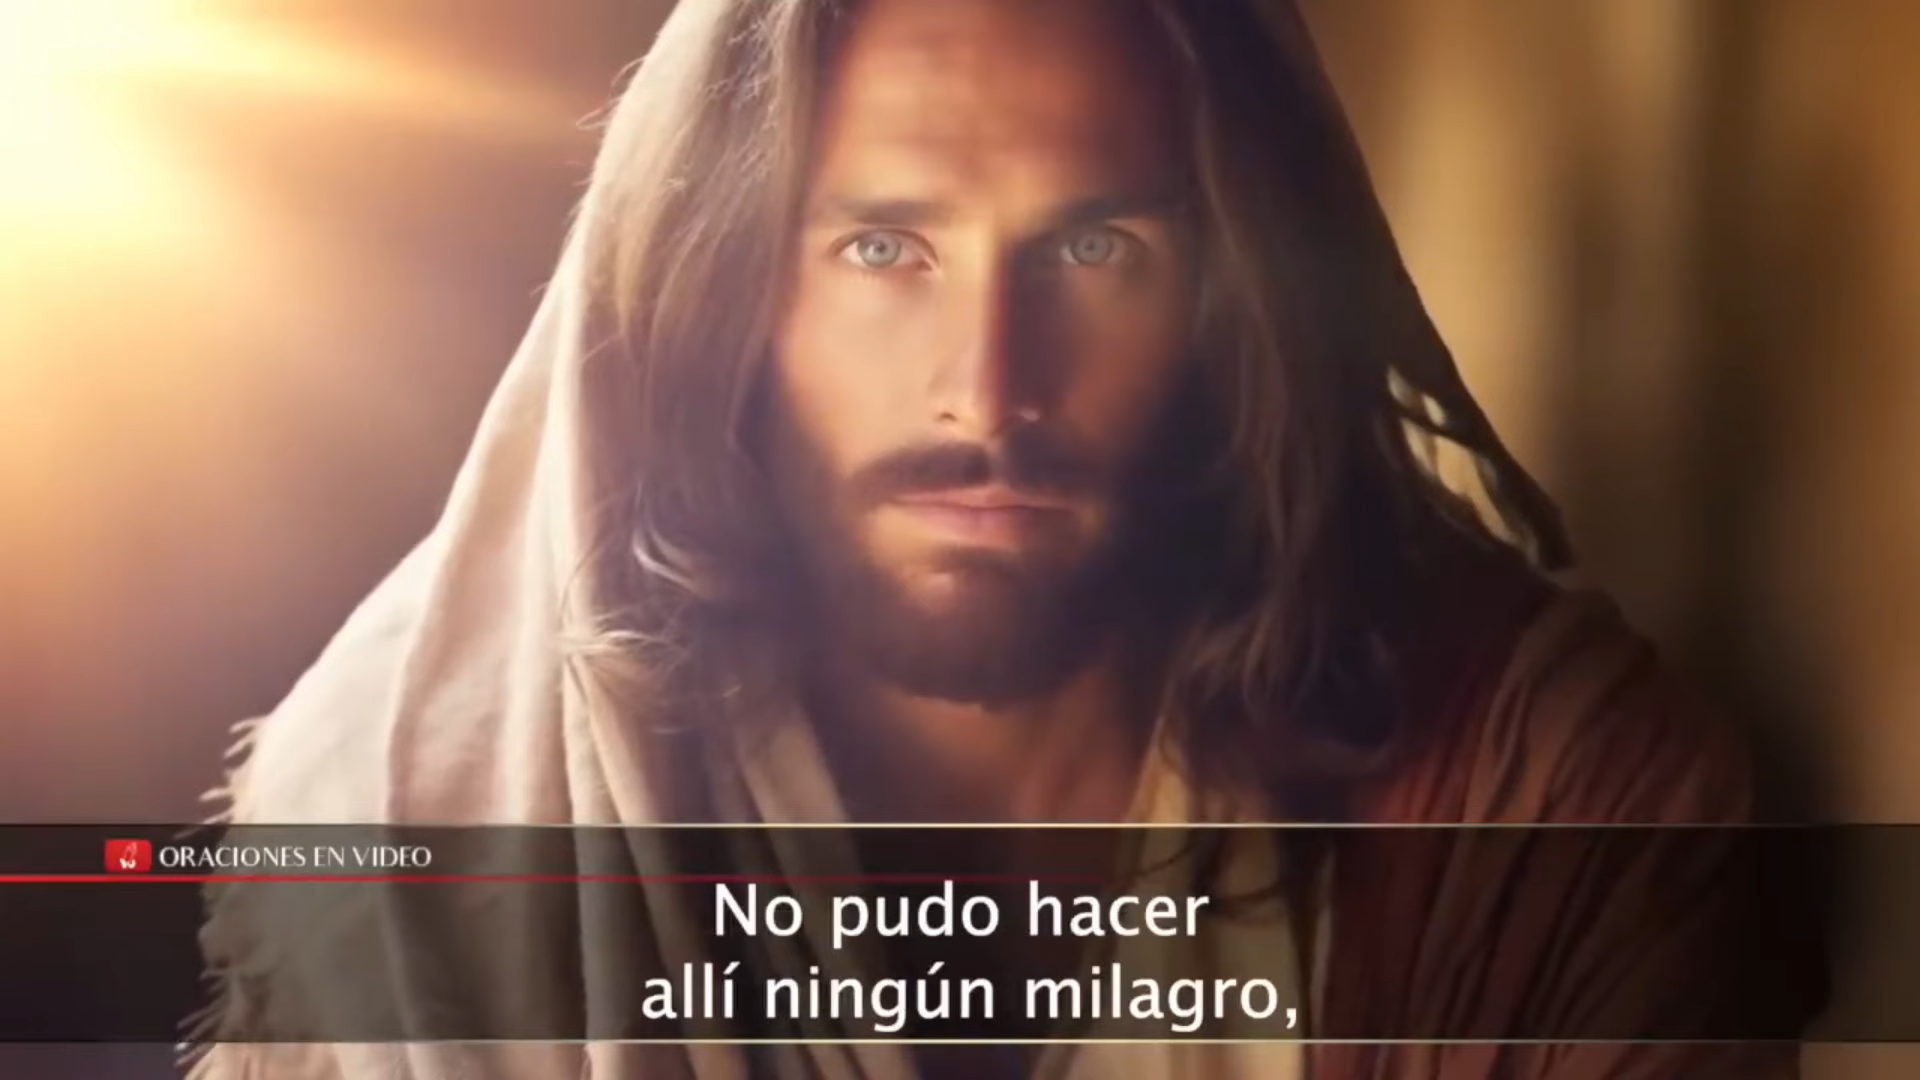 ORACIONES EN VIDEO
No pudo hacer
allí ningún milagro,